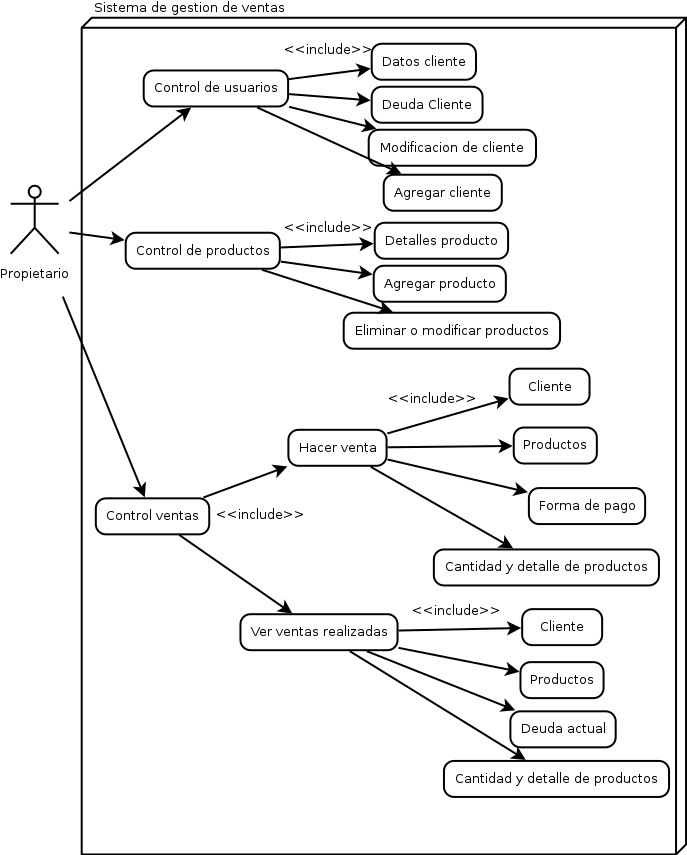 Sistema de gestion de ventas
<<include>>
Datos cliente
Control de usuarios
Deuda Cliente
Modificacion de cliente
Agregar cliente
Propietario
<<include>>
Detalles producto
Control de productos
Agregar producto
Eliminar o modificar productos
Cliente
<<include>>
Hacer venta
Productos
Forma de pago
Control ventas
<<include>>
Cantidad y detalle de productos
<<include>>
Cliente
Ver ventas realizadas
Productos
Deuda actual
Cantidad y detalle de productos